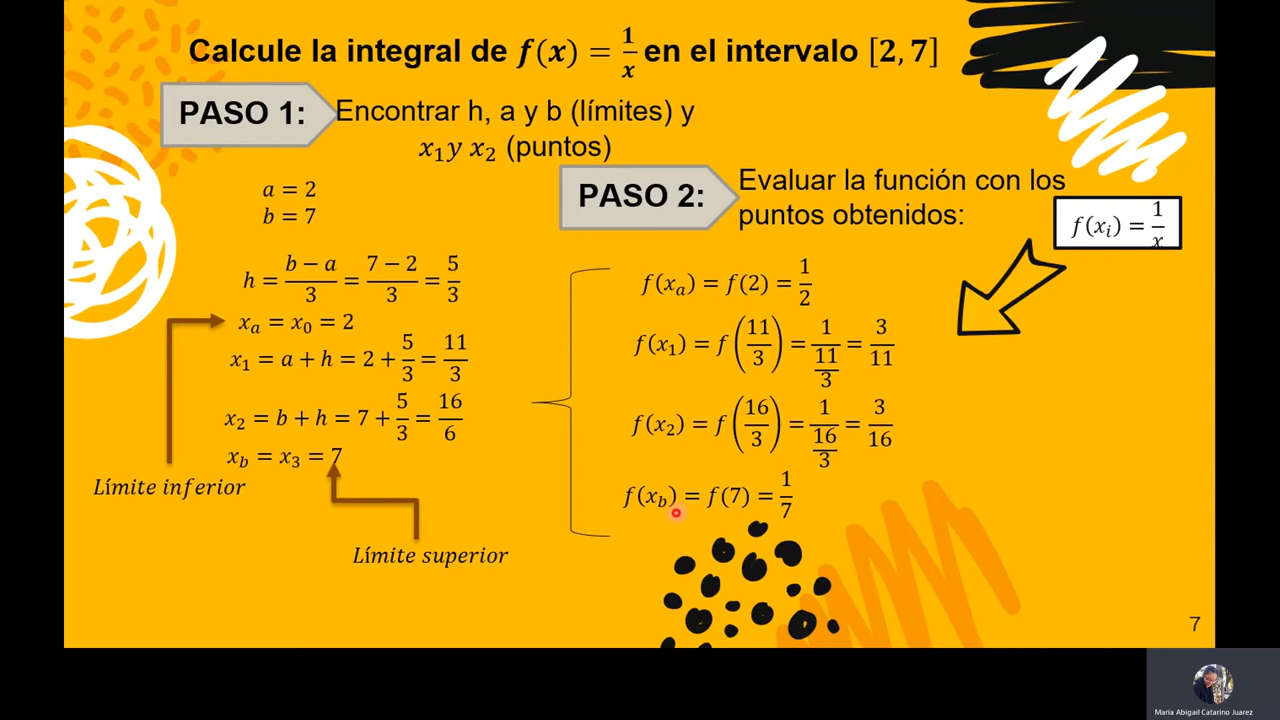 Calcule la integral de f(x) = 1/x en el intervalo [2, 7]
PASO 1:
Encontrar h, a y b (límites) y
x₁ y x₂ (puntos)
a = 2
b = 7
h = (b − a)/3 = (7 − 2)/3 = 5/3
xₐ = x₀ = 2
x₁ = a + h = 2 + 5/3 = 11/3
x₂ = b + h = 7 + 5/3 = 16/6
x_b = x₃ = 7
Límite inferior
Límite superior
PASO 2:
Evaluar la función con los
puntos obtenidos:
f(xᵢ) = 1/x
f(xₐ) = f(2) = 1/2
f(x₁) = f(11/3) = 1/(11/3) = 3/11
f(x₂) = f(16/3) = 1/(16/3) = 3/16
f(x_b) = f(7) = 1/7
7
Maria Abigail Catarino Juarez